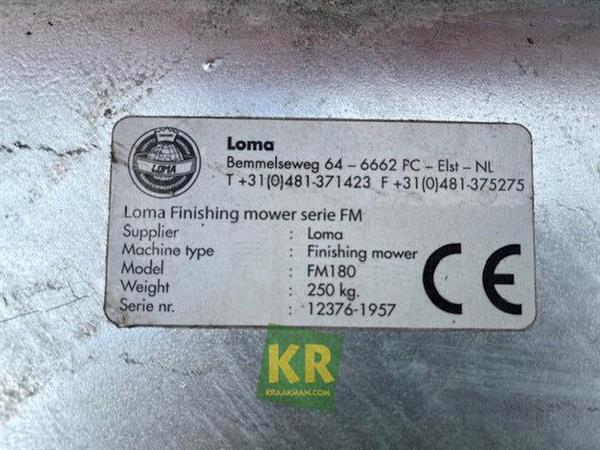 LOMA
Loma
Bemmelseweg 64 – 6662 PC – Elst – NL
T +31(0)481-371423 F +31(0)481-375275
Loma Finishing mower serie FM
Supplier : Loma
Machine type : Finishing mower
Model : FM180
Weight : 250 kg.
Serie nr. : 12376-1957
CE
KR
KRAAKMAN.COM